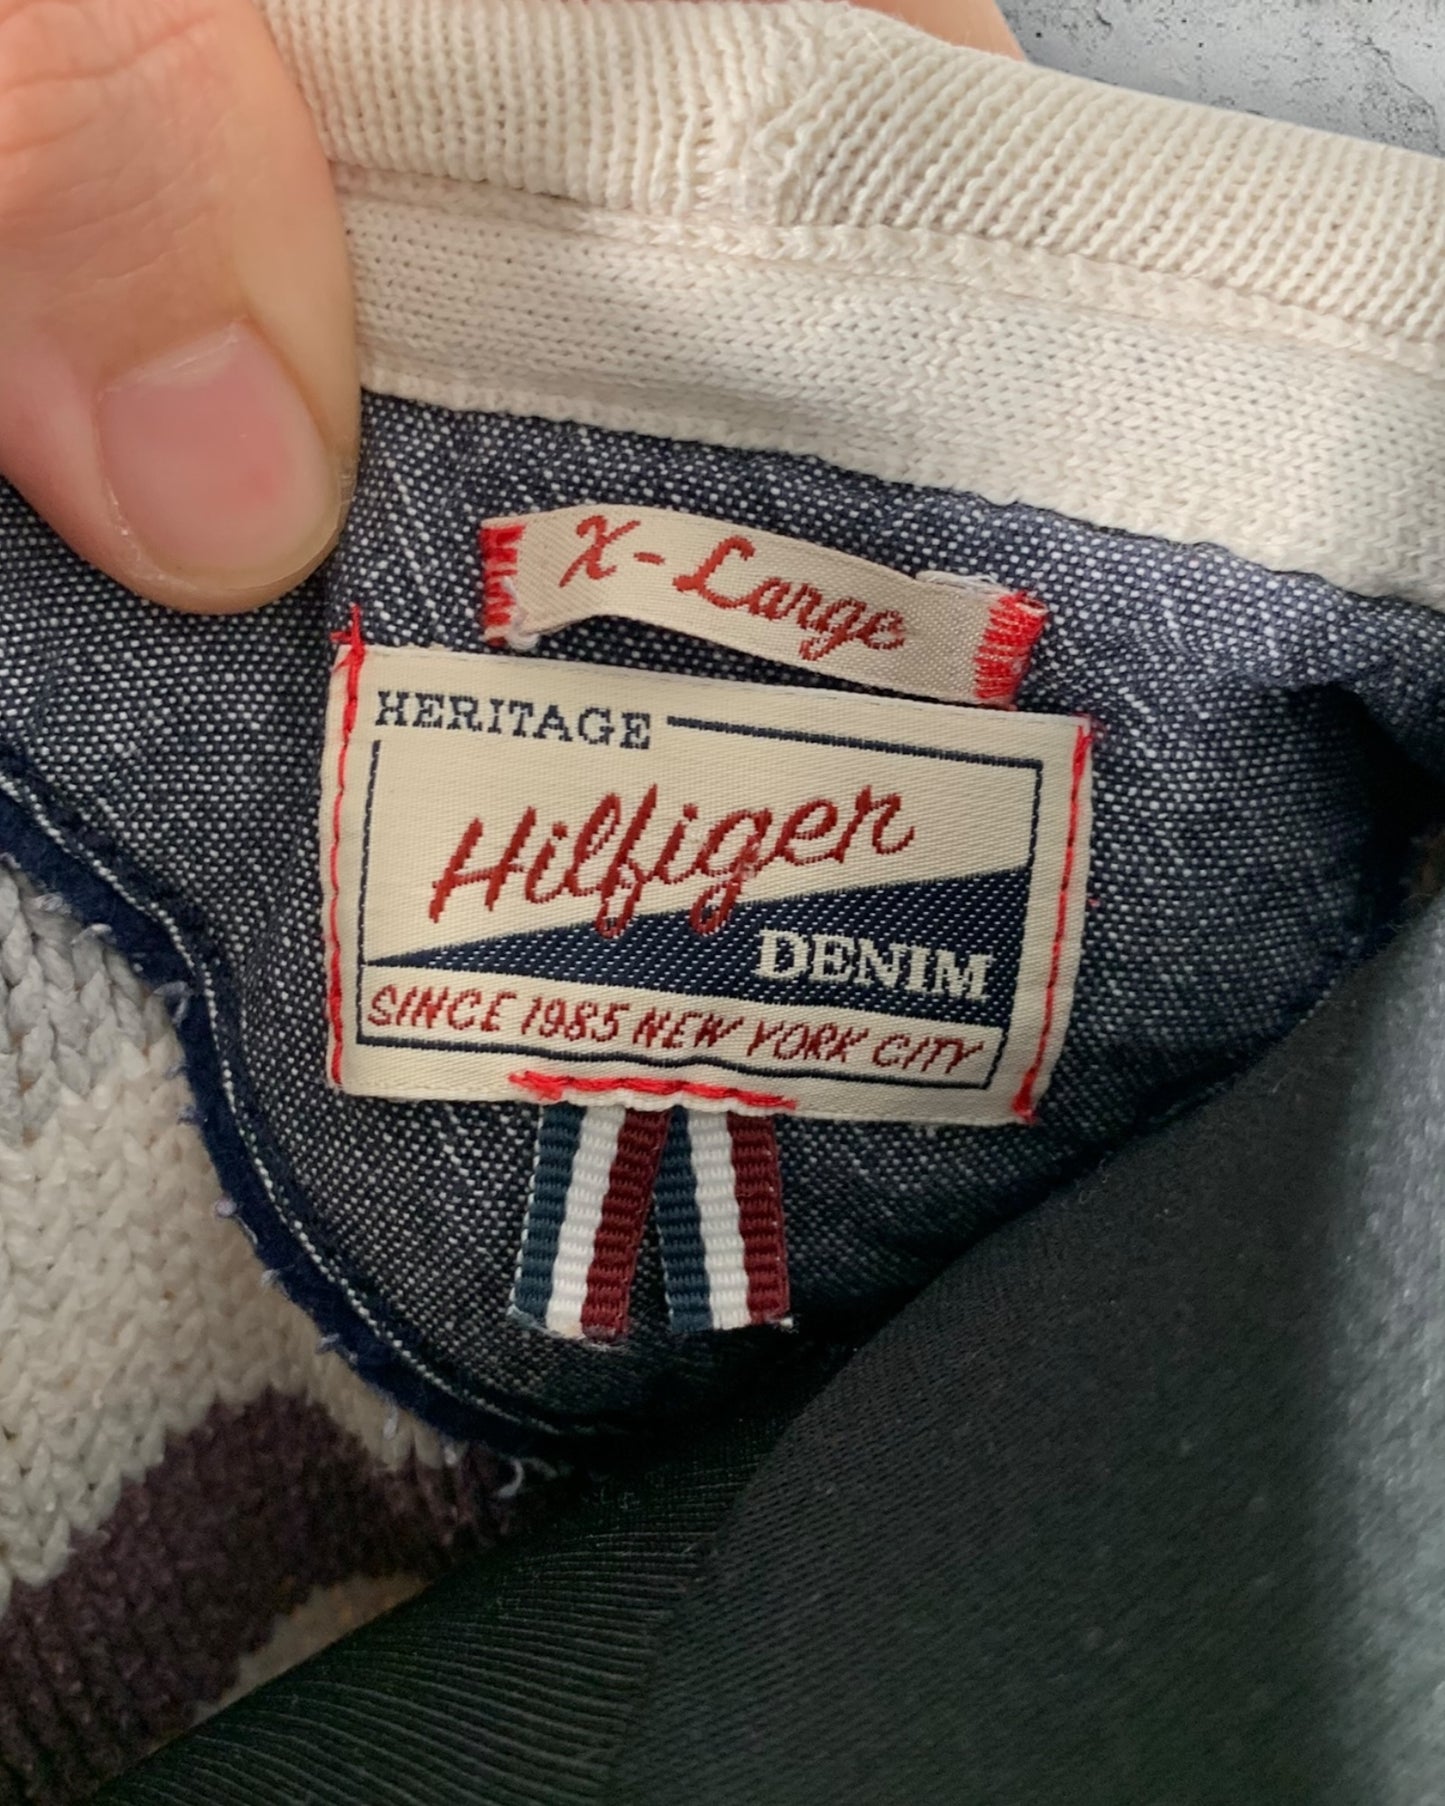 X-Large
HERITAGE
Hilfiger
DENIM
SINCE 1985 NEW YORK CITY